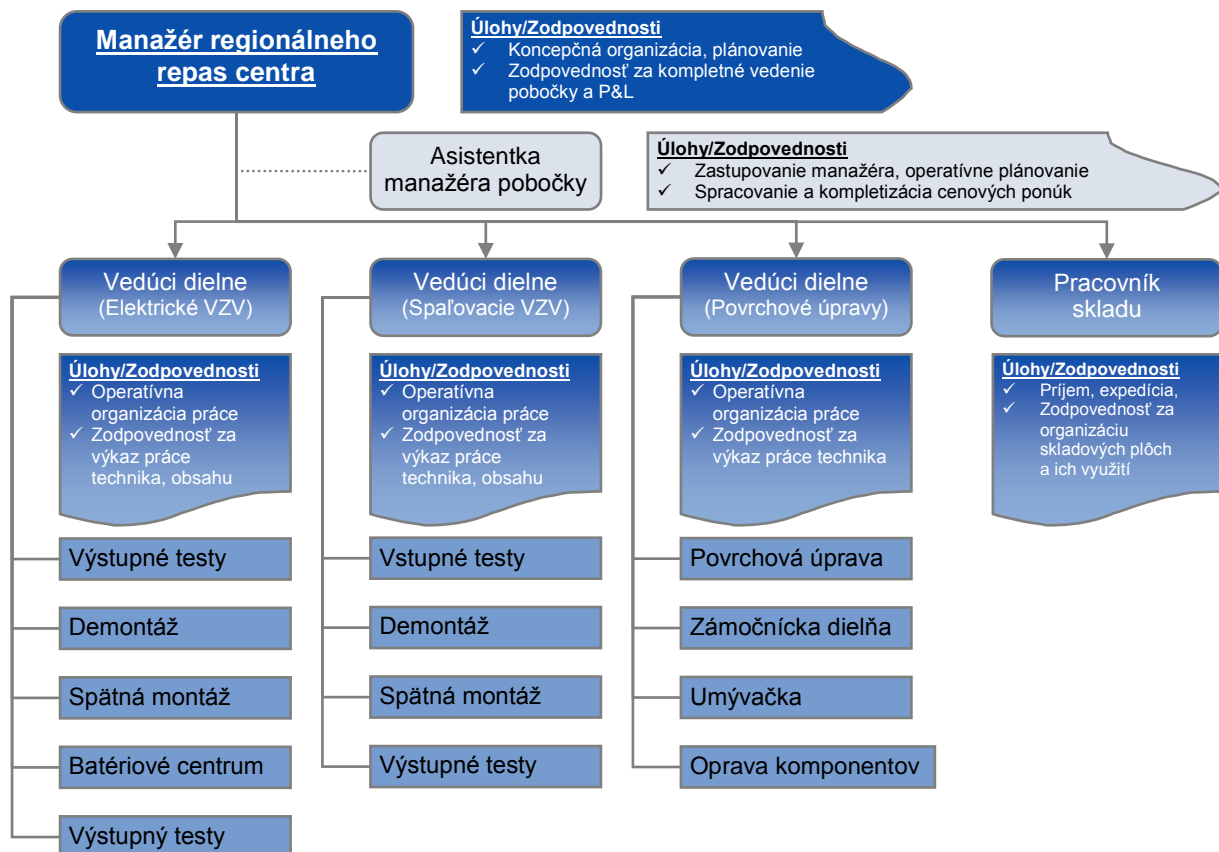 Manažér regionálneho
repas centra
Úlohy/Zodpovednosti
✓ Koncepčná organizácia, plánovanie
✓ Zodpovednosť za kompletné vedenie
pobočky a P&L
Asistentka
manažéra pobočky
Úlohy/Zodpovednosti
✓ Zastupovanie manažéra, operatívne plánovanie
✓ Spracovanie a kompletizácia cenových ponúk
Vedúci dielne
(Elektrické VZV)
Úlohy/Zodpovednosti
✓ Operatívna
organizácia práce
✓ Zodpovednosť za
výkaz práce
technika, obsahu
Výstupné testy
Demontáž
Spätná montáž
Batériové centrum
Výstupný testy
Vedúci dielne
(Spaľovacie VZV)
Úlohy/Zodpovednosti
✓ Operatívna
organizácia práce
✓ Zodpovednosť za
výkaz práce
technika, obsahu
Vstupné testy
Demontáž
Spätná montáž
Výstupné testy
Vedúci dielne
(Povrchové úpravy)
Úlohy/Zodpovednosti
✓ Operatívna
organizácia práce
✓ Zodpovednosť za
výkaz práce technika
Povrchová úprava
Zámočnícka dielňa
Umývačka
Oprava komponentov
Pracovník
skladu
Úlohy/Zodpovednosti
✓ Príjem, expedícia,
✓ Zodpovednosť za
organizáciu
skladových plôch
a ich využití